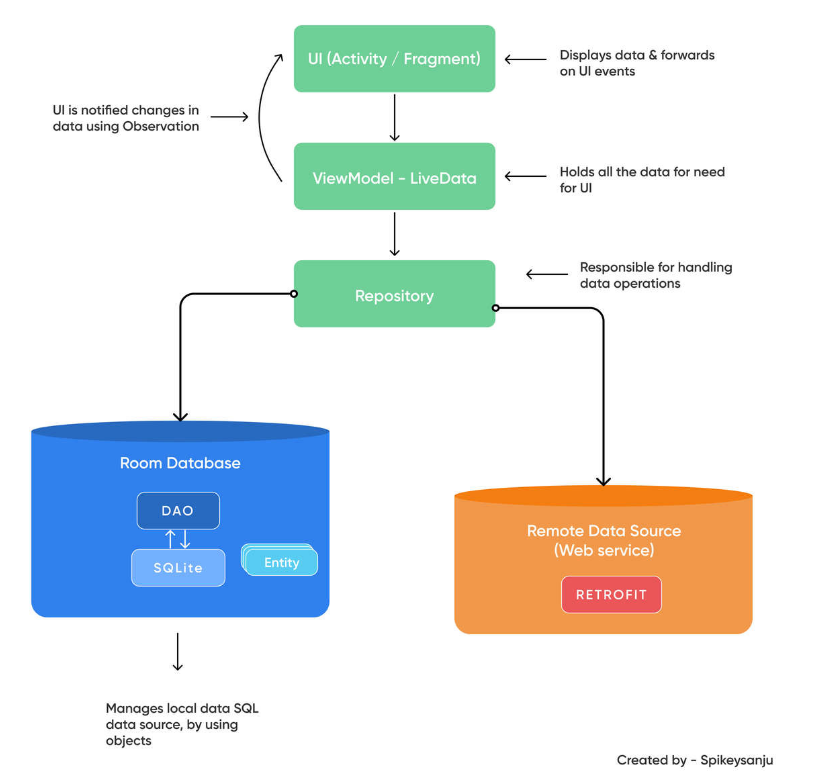 UI (Activity / Fragment)
Displays data & forwards
on UI events
UI is notified changes in
data using Observation
ViewModel - LiveData
Holds all the data for need
for UI
Repository
Responsible for handling
data operations
Room Database
DAO
SQLite
Entity
Remote Data Source
(Web service)
RETROFIT
Manages local data SQL
data source, by using
objects
Created by - Spikeysanju